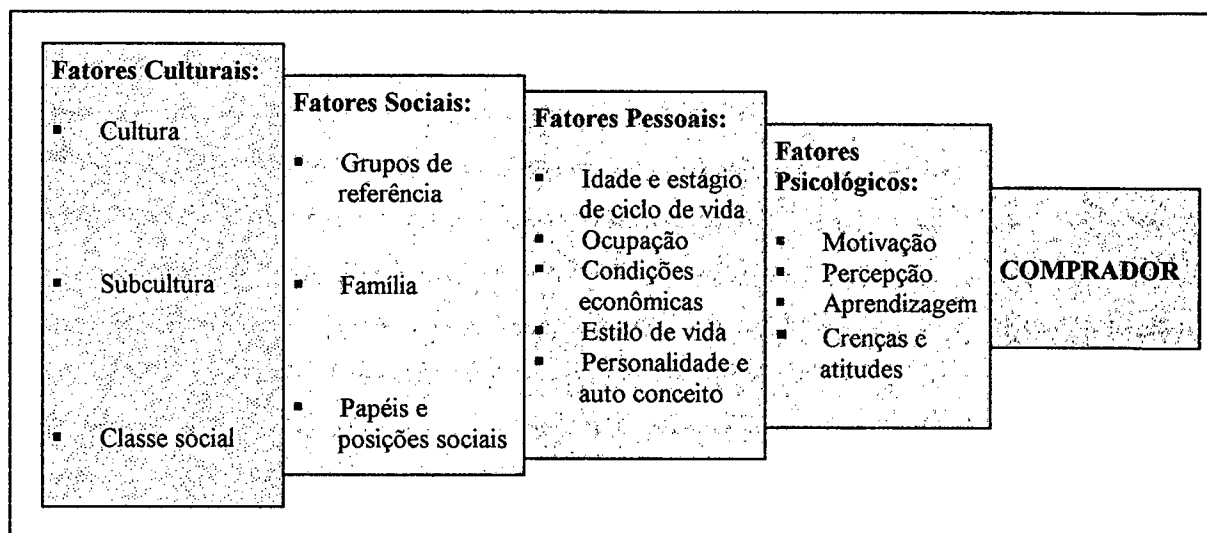 Fatores Culturais:
▪ Cultura
▪ Subcultura
▪ Classe social
Fatores Sociais:
▪ Grupos de
referência
▪ Família
▪ Papéis e
posições sociais
Fatores Pessoais:
▪ Idade e estágio
de ciclo de vida
▪ Ocupação
▪ Condições
econômicas
▪ Estilo de vida
▪ Personalidade e
auto conceito
Fatores
Psicológicos:
▪ Motivação
▪ Percepção
▪ Aprendizagem
▪ Crenças e
atitudes
COMPRADOR